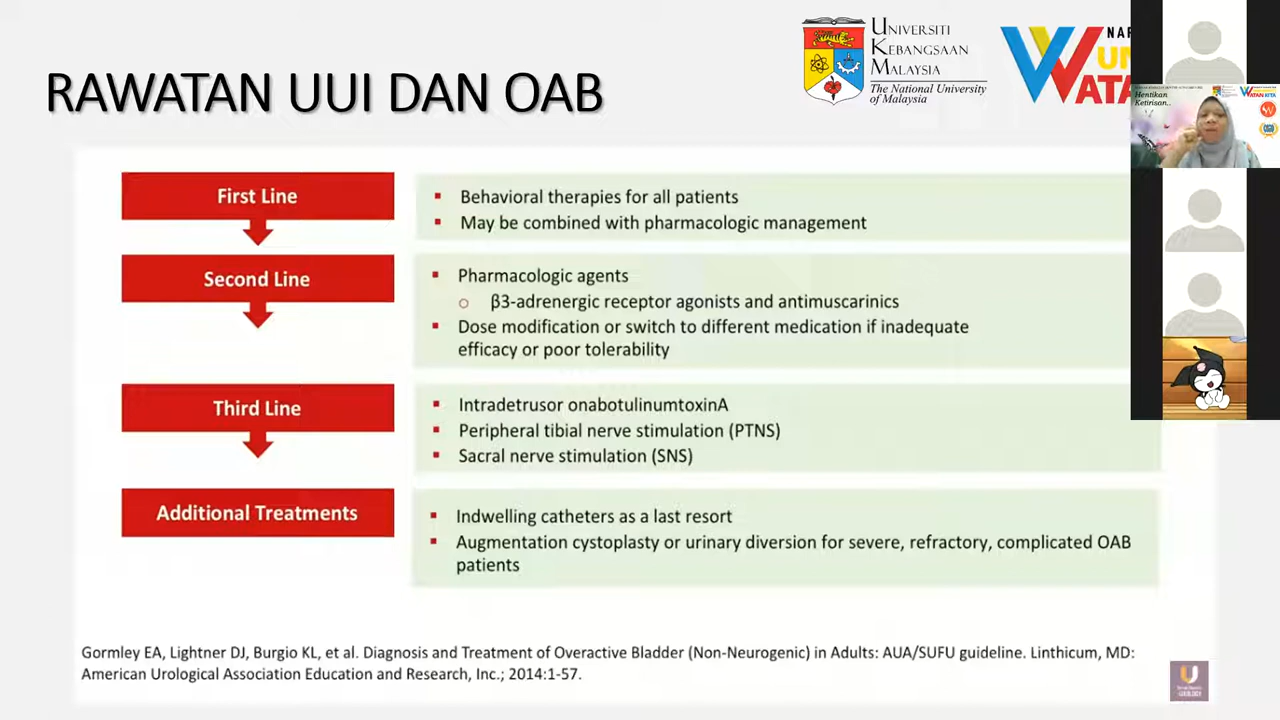 UNIVERSITI
KEBANGSAAN
MALAYSIA
The National University
of Malaysia
RAWATAN UUI DAN OAB
Hentikan
Ketirisan..
First Line
Behavioral therapies for all patients
May be combined with pharmacologic management
Second Line
Pharmacologic agents
β3-adrenergic receptor agonists and antimuscarinics
Dose modification or switch to different medication if inadequate
efficacy or poor tolerability
Third Line
Intradetrusor onabotulinumtoxinA
Peripheral tibial nerve stimulation (PTNS)
Sacral nerve stimulation (SNS)
Additional Treatments
Indwelling catheters as a last resort
Augmentation cystoplasty or urinary diversion for severe, refractory, complicated OAB
patients
Gormley EA, Lightner DJ, Burgio KL, et al. Diagnosis and Treatment of Overactive Bladder (Non-Neurogenic) in Adults: AUA/SUFU guideline. Linthicum, MD:
American Urological Association Education and Research, Inc.; 2014:1-57.